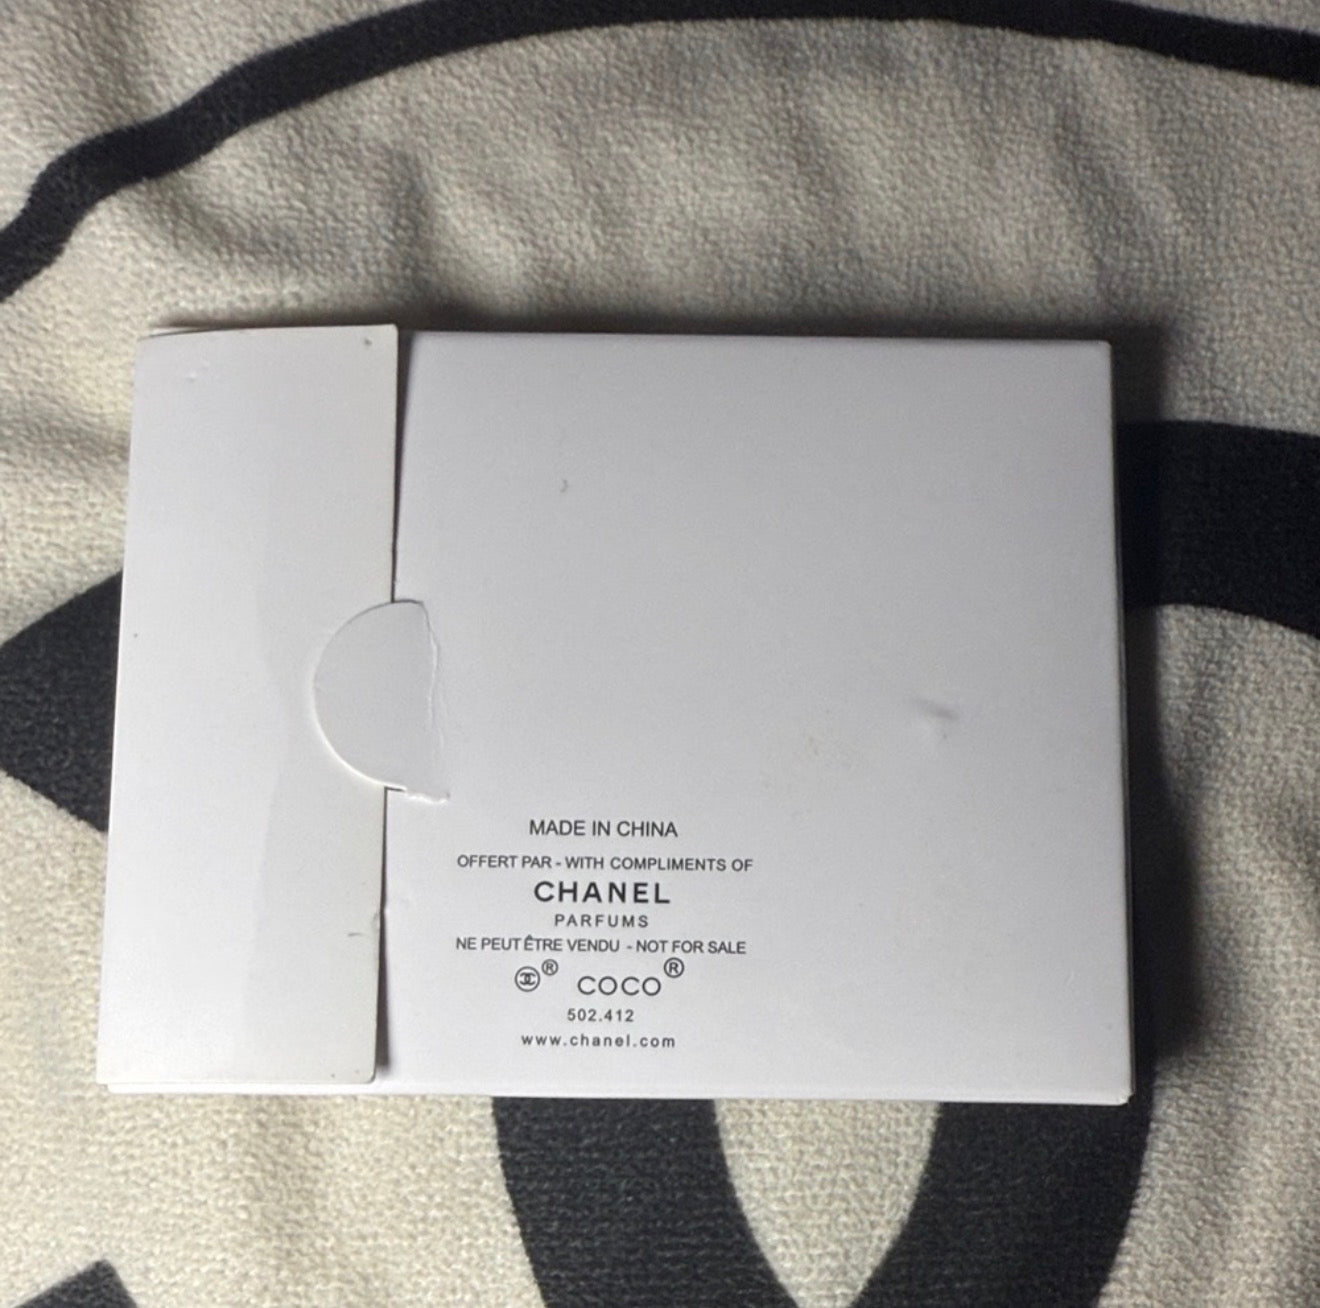 MADE IN CHINA
OFFERT PAR - WITH COMPLIMENTS OF
CHANEL
PARFUMS
NE PEUT ÊTRE VENDU - NOT FOR SALE
® COCO®
502.412
www.chanel.com